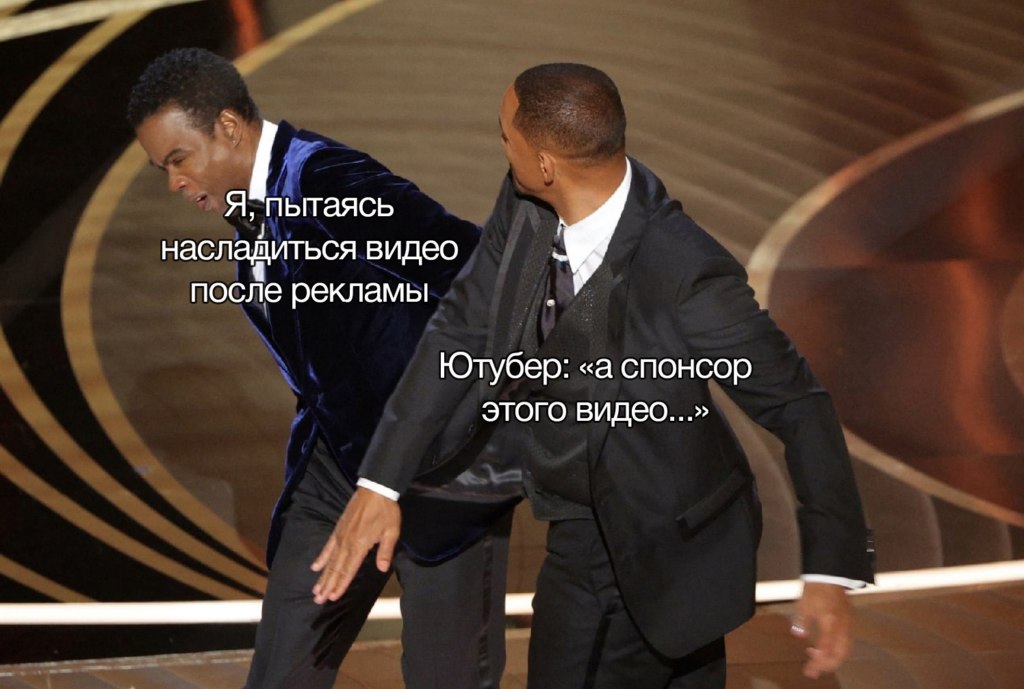 Я, пытаясь
насладиться видео
после рекламы
Ютубер: «а спонсор
этого видео...»